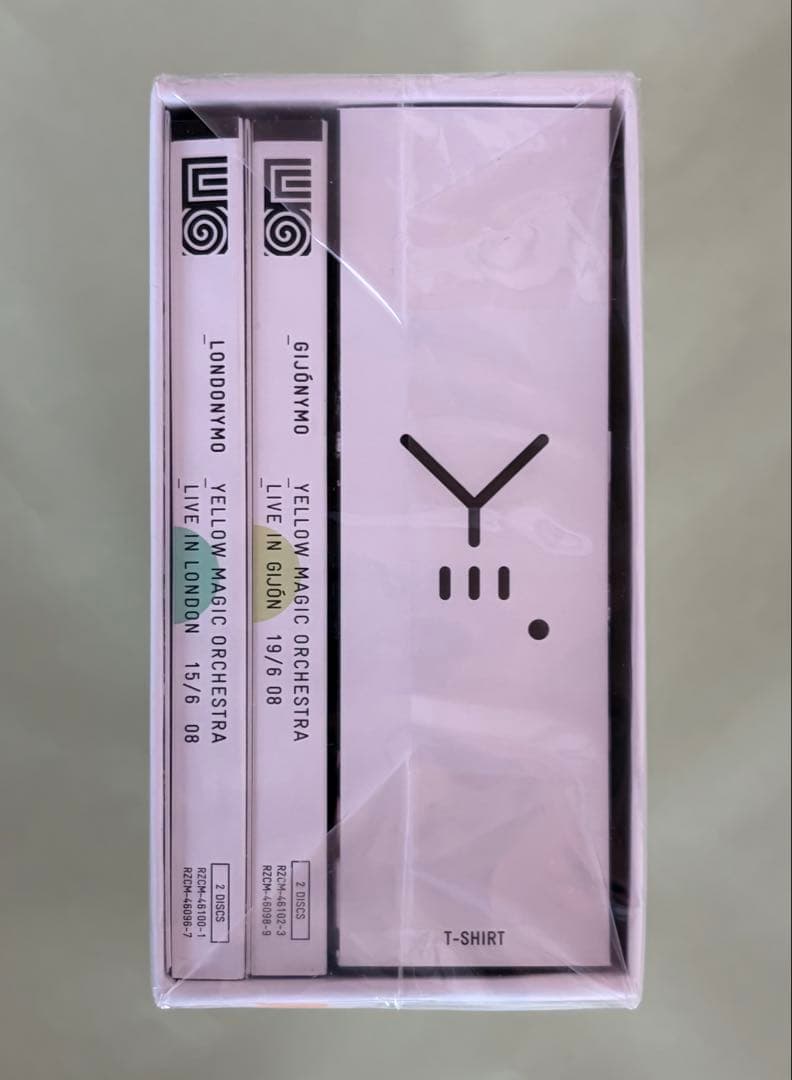 _LONDONYMO
_YELLOW MAGIC ORCHESTRA
_LIVE IN LONDON 15/6 08
2 DISCS
RZCM-46100-1
RZCM-46096-7
_GIJÓNYMO
_YELLOW MAGIC ORCHESTRA
_LIVE IN GIJÓN 19/6 08
2 DISCS
RZCM-46102-3
RZCM-46098-9
T-SHIRT